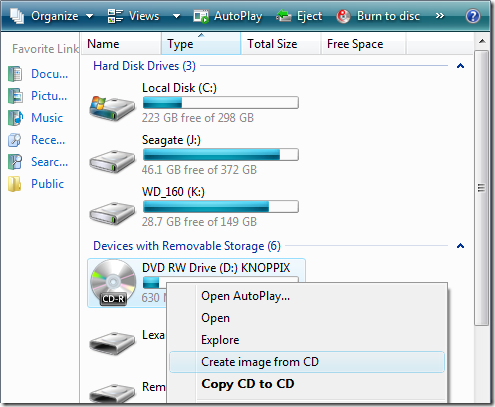 Organize Views AutoPlay Eject Burn to disc »
Favorite Link
Docu...
Pictu...
Music
Rece...
Searc...
Public
Name Type Total Size Free Space
Hard Disk Drives (3)
Local Disk (C:)
223 GB free of 298 GB
Seagate (J:)
46.1 GB free of 372 GB
WD_160 (K:)
28.7 GB free of 149 GB
Devices with Removable Storage (6)
DVD RW Drive (D:) KNOPPIX
CD-R
630
Lexa
Rem
Open AutoPlay...
Open
Explore
Create image from CD
Copy CD to CD